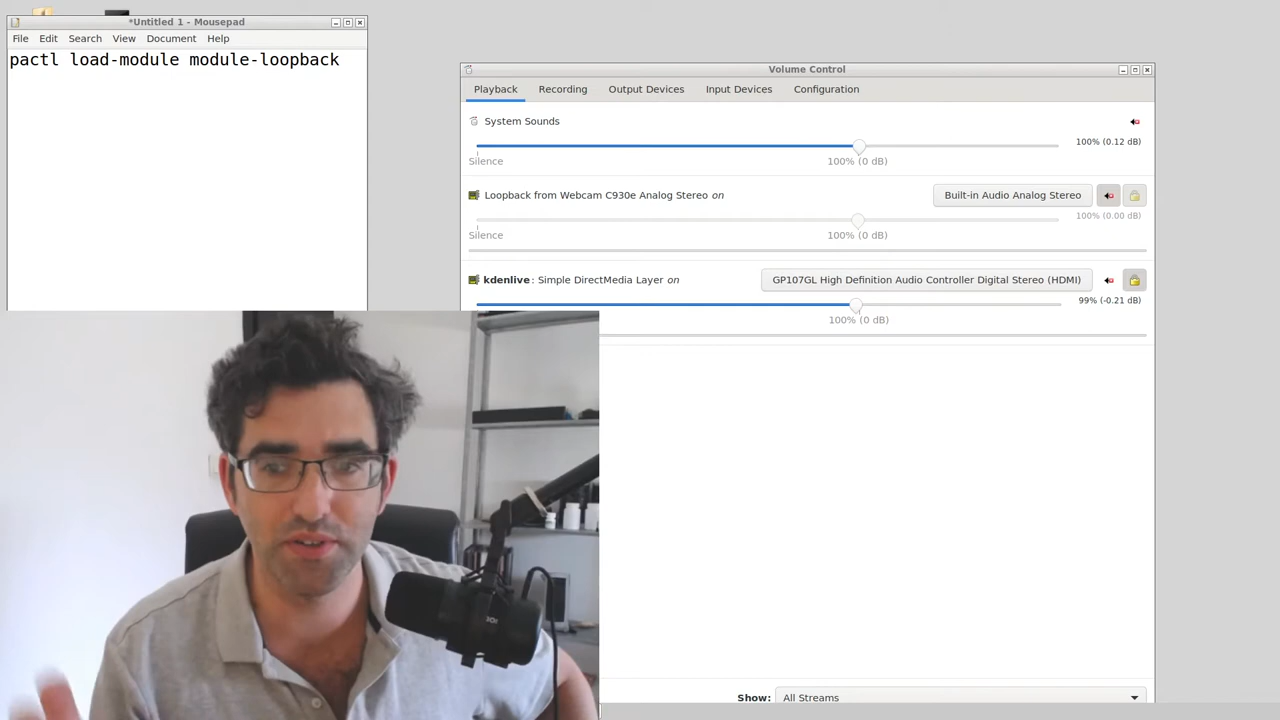 *Untitled 1 - Mousepad
File Edit Search View Document Help
pactl load-module module-loopback
Volume Control
Playback Recording Output Devices Input Devices Configuration
System Sounds
100% (0.12 dB)
Silence 100% (0 dB)
Loopback from Webcam C930e Analog Stereo on Built-in Audio Analog Stereo
100% (0.00 dB)
Silence 100% (0 dB)
kdenlive : Simple DirectMedia Layer on GP107GL High Definition Audio Controller Digital Stereo (HDMI)
99% (-0.21 dB)
100% (0 dB)
Show: All Streams